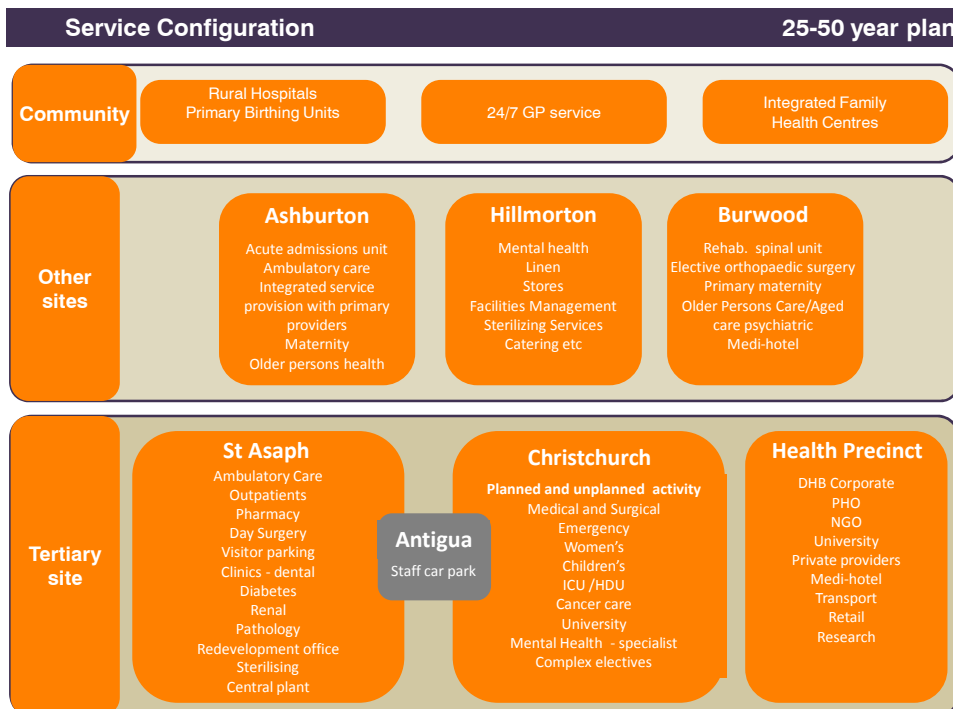 Service Configuration
25-50 year plan
Community
Rural Hospitals
Primary Birthing Units
24/7 GP service
Integrated Family
Health Centres
Other
sites
Ashburton
Acute admissions unit
Ambulatory care
Integrated service
provision with primary
providers
Maternity
Older persons health
Hillmorton
Mental health
Linen
Stores
Facilities Management
Sterilizing Services
Catering etc
Burwood
Rehab. spinal unit
Elective orthopaedic surgery
Primary maternity
Older Persons Care/Aged
care psychiatric
Medi-hotel
Tertiary
site
St Asaph
Ambulatory Care
Outpatients
Pharmacy
Day Surgery
Visitor parking
Clinics - dental
Diabetes
Renal
Pathology
Redevelopment office
Sterilising
Central plant
Antigua
Staff car park
Christchurch
Planned and unplanned activity
Medical and Surgical
Emergency
Women's
Children's
ICU /HDU
Cancer care
University
Mental Health - specialist
Complex electives
Health Precinct
DHB Corporate
PHO
NGO
University
Private providers
Medi-hotel
Transport
Retail
Research